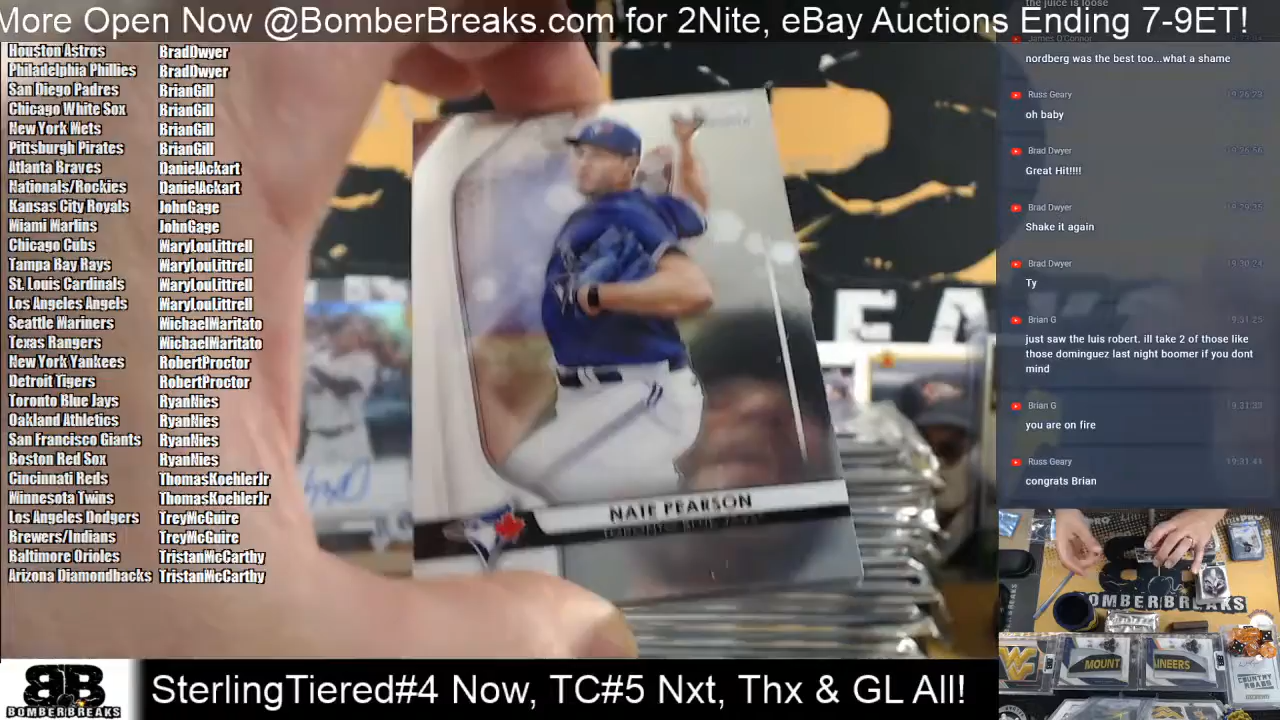 More Open Now @BomberBreaks.com for 2Nite, eBay Auctions Ending 7-9ET!
Houston Astros BradDwyer
Philadelphia Phillies BradDwyer
San Diego Padres BrianGill
Chicago White Sox BrianGill
New York Mets BrianGill
Pittsburgh Pirates BrianGill
Atlanta Braves DanielAckart
Nationals/Rockies DanielAckart
Kansas City Royals JohnGage
Miami Marlins JohnGage
Chicago Cubs MaryLouLittrell
Tampa Bay Rays MaryLouLittrell
St. Louis Cardinals MaryLouLittrell
Los Angeles Angels MaryLouLittrell
Seattle Mariners MichaelMaritato
Texas Rangers MichaelMaritato
New York Yankees RobertProctor
Detroit Tigers RobertProctor
Toronto Blue Jays RyanNies
Oakland Athletics RyanNies
San Francisco Giants RyanNies
Boston Red Sox RyanNies
Cincinnati Reds ThomasKoehlerJr
Minnesota Twins ThomasKoehlerJr
Los Angeles Dodgers TreyMcGuire
Brewers/Indians TreyMcGuire
Baltimore Orioles TristanMcCarthy
Arizona Diamondbacks TristanMcCarthy
NATE PEARSON
the juice is loose
James O'Connor
nordberg was the best too...what a shame
Russ Geary
oh baby
Brad Dwyer
Great Hit!!!!
Brad Dwyer
Shake it again
Brad Dwyer
Ty
Brian G
just saw the luis robert. ill take 2 of those like
those dominguez last night boomer if you dont
mind
Brian G
you are on fire
Russ Geary
congrats Brian
BOMBERBREAKS
MOUNT AINEERS
COUNTRY
ROADS
BB
BOMBERBREAKS
SterlingTiered#4 Now, TC#5 Nxt, Thx & GL All!